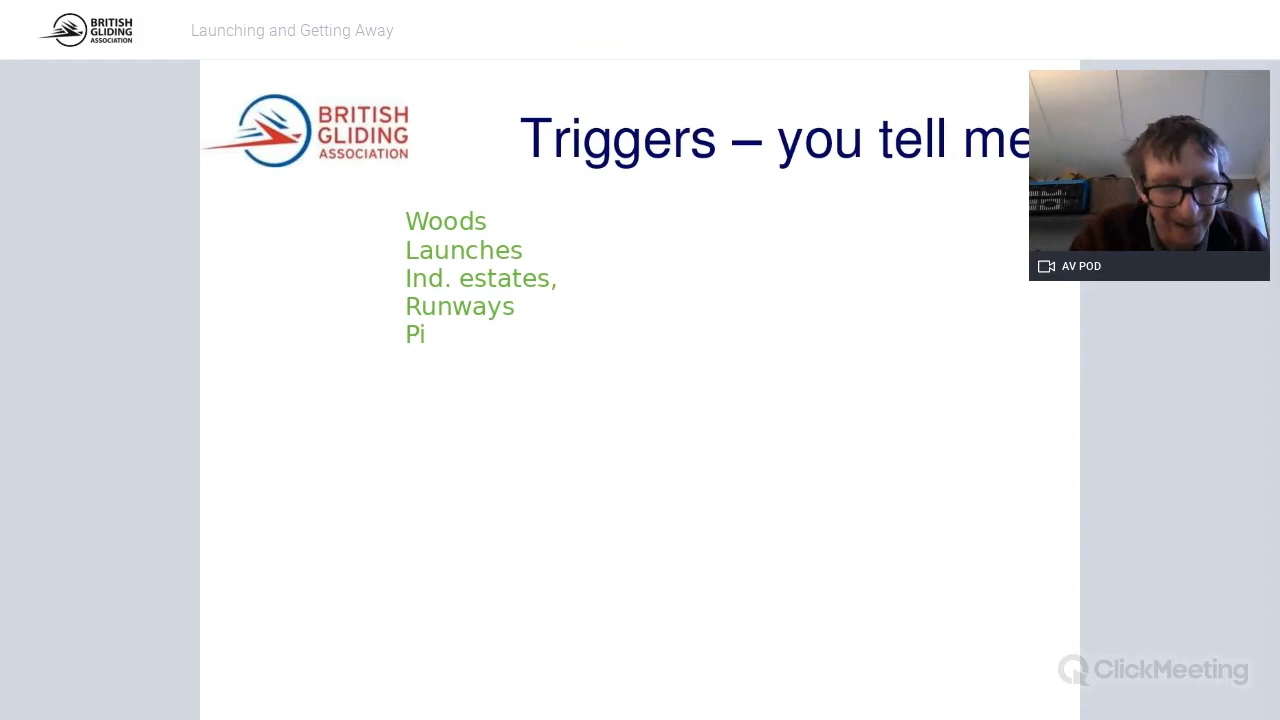 BRITISH
GLIDING
ASSOCIATION
Launching and Getting Away
BRITISH
GLIDING
ASSOCIATION
Triggers – you tell me
Woods
Launches
Ind. estates,
Runways
Pi
AV POD
ClickMeeting